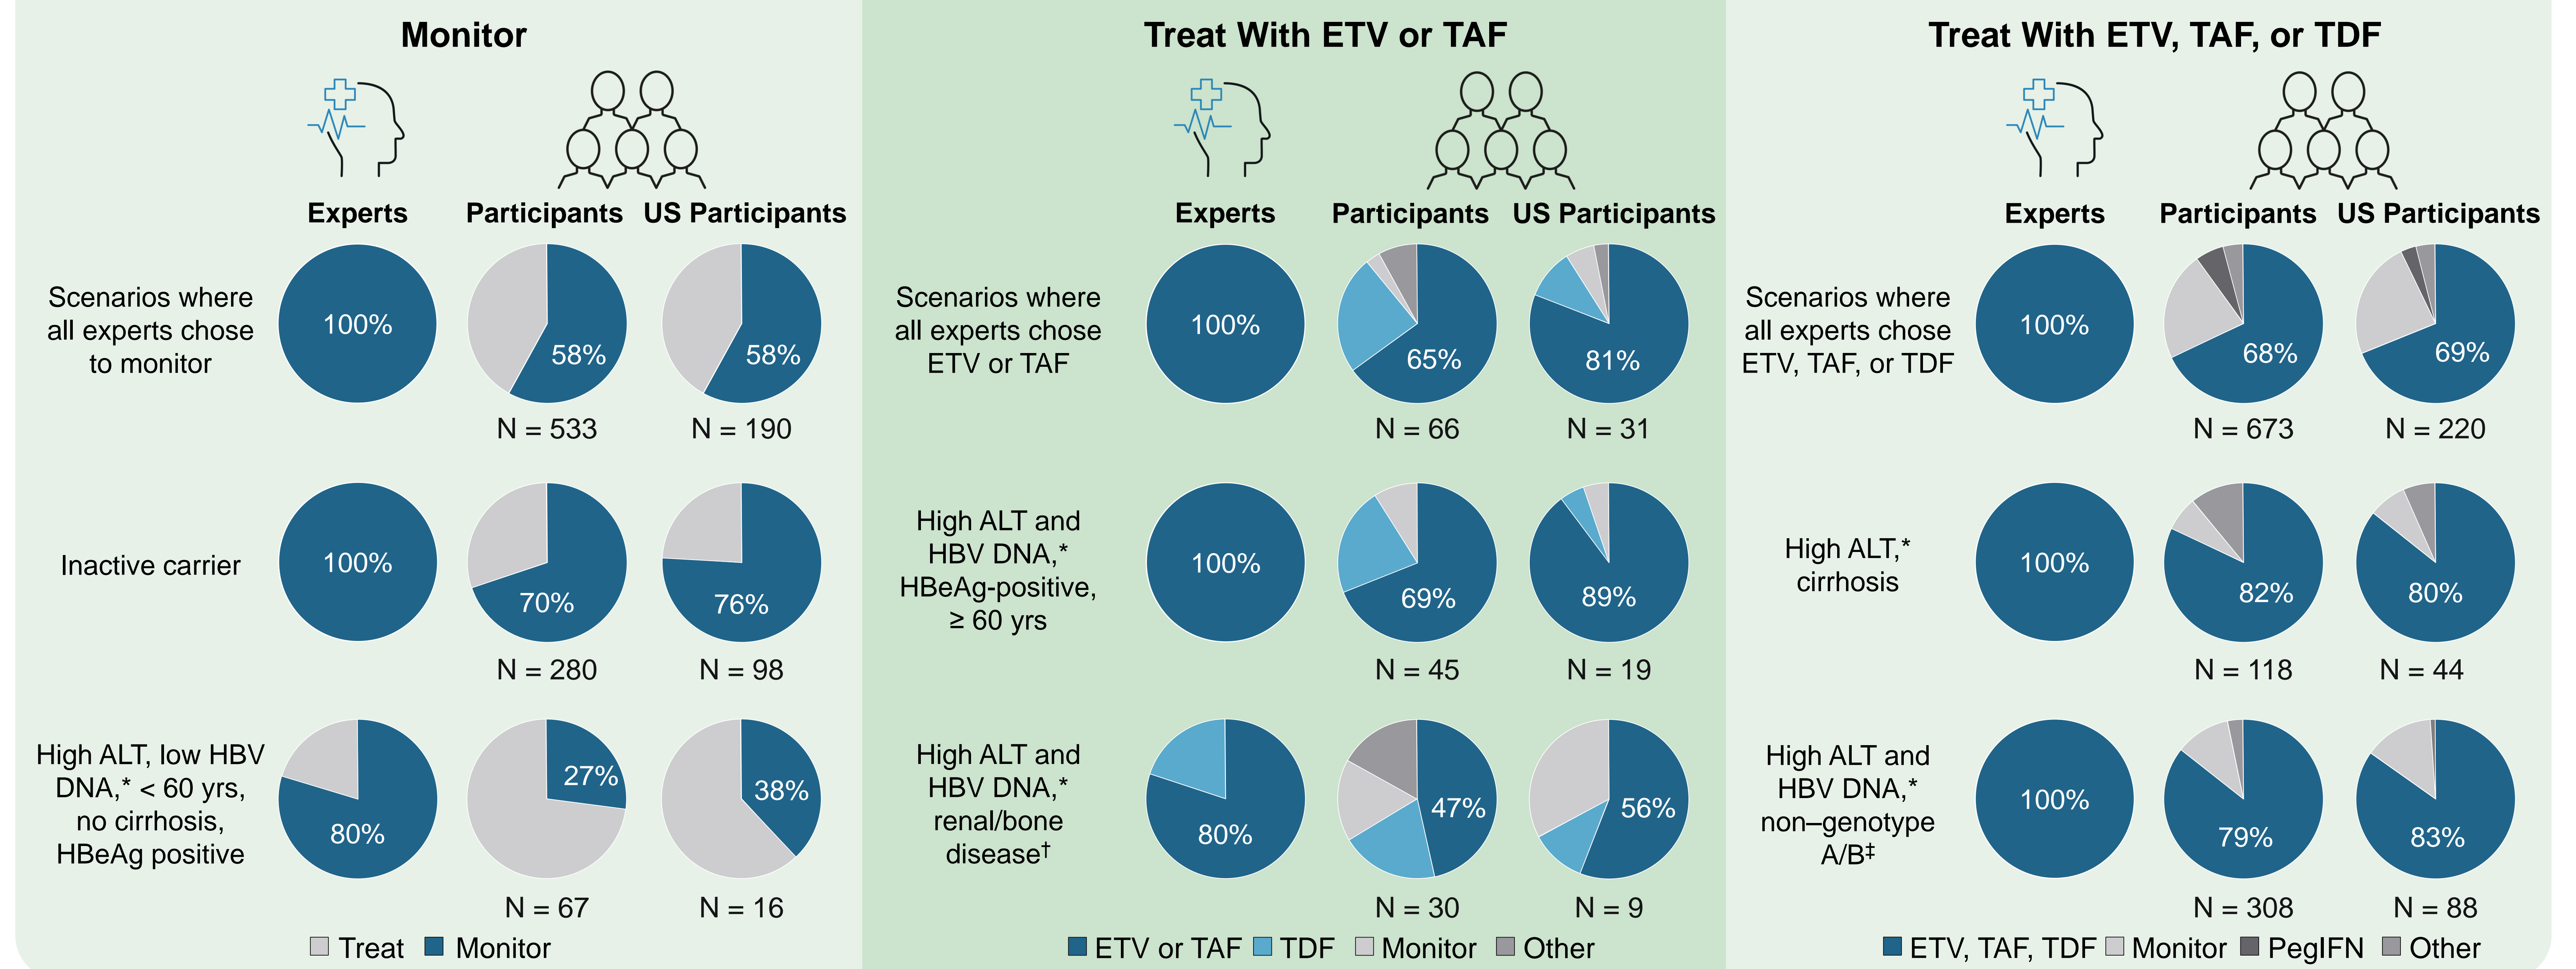 Monitor
Experts
Participants
US Participants
Scenarios where
all experts chose
to monitor
100%
58%
58%
N = 533
N = 190
Inactive carrier
100%
70%
76%
N = 280
N = 98
High ALT, low HBV
DNA,* < 60 yrs,
no cirrhosis,
HBeAg positive
80%
27%
38%
N = 67
N = 16
Treat
Monitor
Treat With ETV or TAF
Experts
Participants
US Participants
Scenarios where
all experts chose
ETV or TAF
100%
65%
81%
N = 66
N = 31
High ALT and
HBV DNA,*
HBeAg-positive,
≥ 60 yrs
100%
69%
89%
N = 45
N = 19
High ALT and
HBV DNA,*
renal/bone
disease†
80%
47%
56%
N = 30
N = 9
ETV or TAF
TDF
Monitor
Other
Treat With ETV, TAF, or TDF
Experts
Participants
US Participants
Scenarios where
all experts chose
ETV, TAF, or TDF
100%
68%
69%
N = 673
N = 220
High ALT,*
cirrhosis
100%
82%
80%
N = 118
N = 44
High ALT and
HBV DNA,*
non–genotype
A/B‡
100%
79%
83%
N = 308
N = 88
ETV, TAF, TDF
Monitor
PegIFN
Other